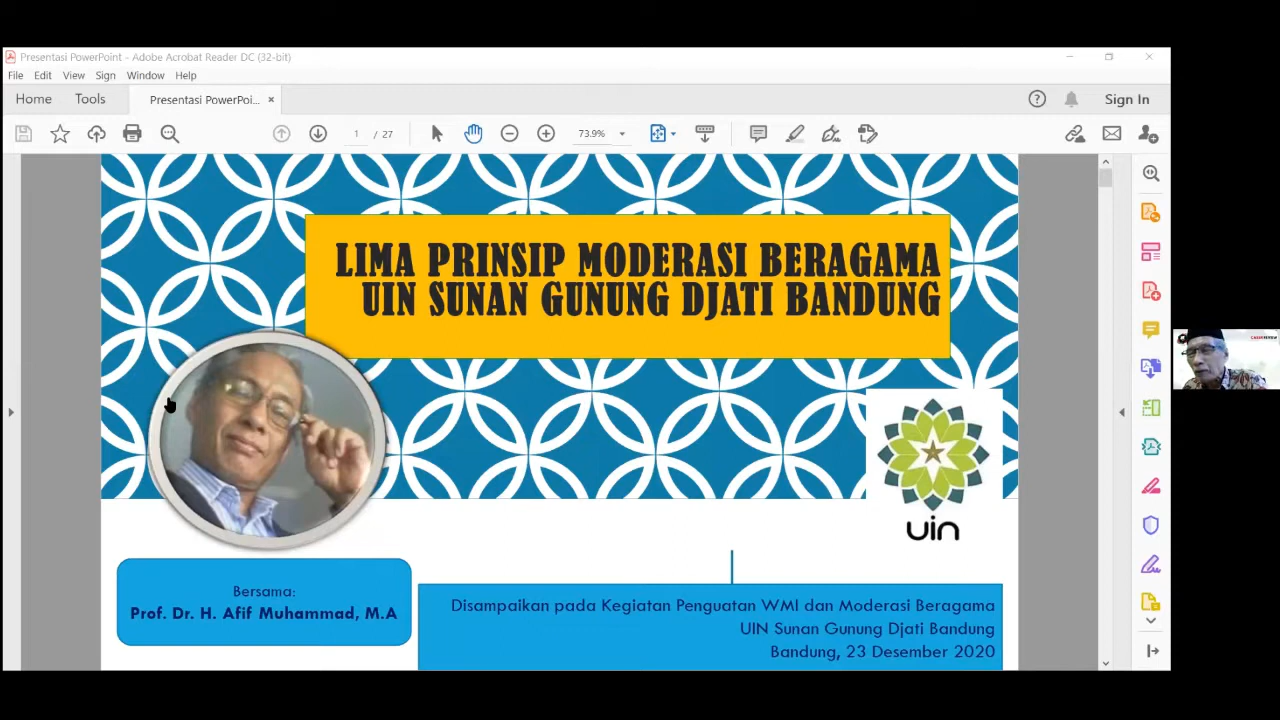 Presentasi PowerPoint - Adobe Acrobat Reader DC (32-bit)
File Edit View Sign Window Help
Home Tools Presentasi PowerPoi... × Sign In
1 / 27 73.9%
LIMA PRINSIP MODERASI BERAGAMA
UIN SUNAN GUNUNG DJATI BANDUNG
uin
Bersama:
Prof. Dr. H. Afif Muhammad, M.A
Disampaikan pada Kegiatan Penguatan WMI dan Moderasi Beragama
UIN Sunan Gunung Djati Bandung
Bandung, 23 Desember 2020